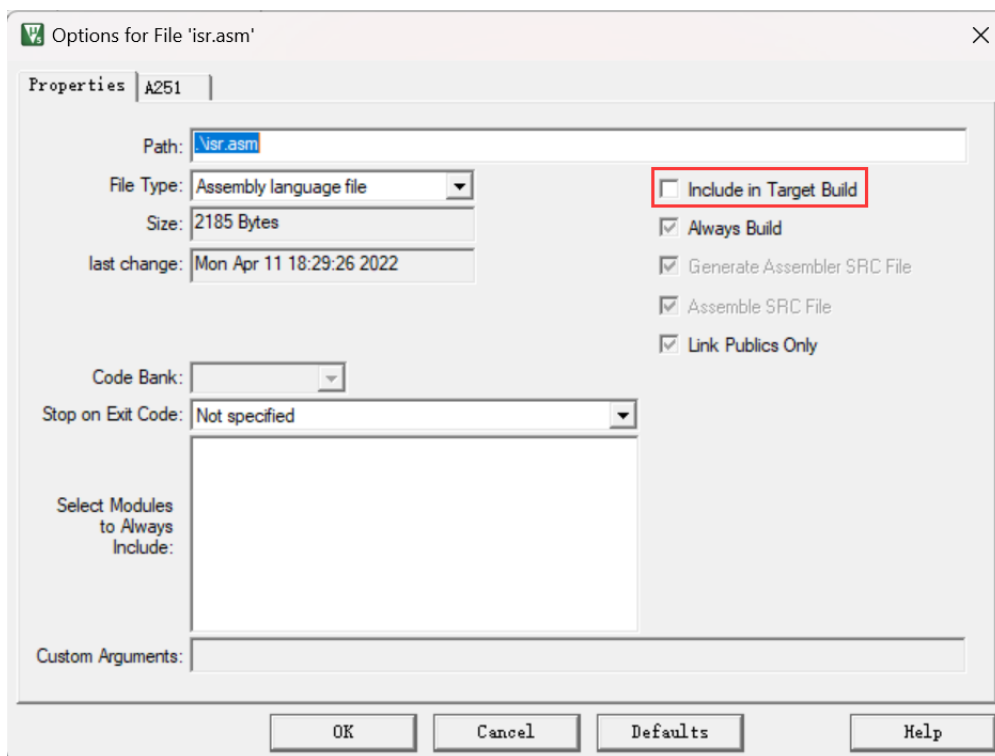 Options for File 'isr.asm'
Properties
A251
Path: .\isr.asm
File Type: Assembly language file
Include in Target Build
Size: 2185 Bytes
Always Build
last change: Mon Apr 11 18:29:26 2022
Generate Assembler SRC File
Assemble SRC File
Link Publics Only
Code Bank:
Stop on Exit Code: Not specified
Select Modules
to Always
Include:
Custom Arguments:
OK
Cancel
Defaults
Help